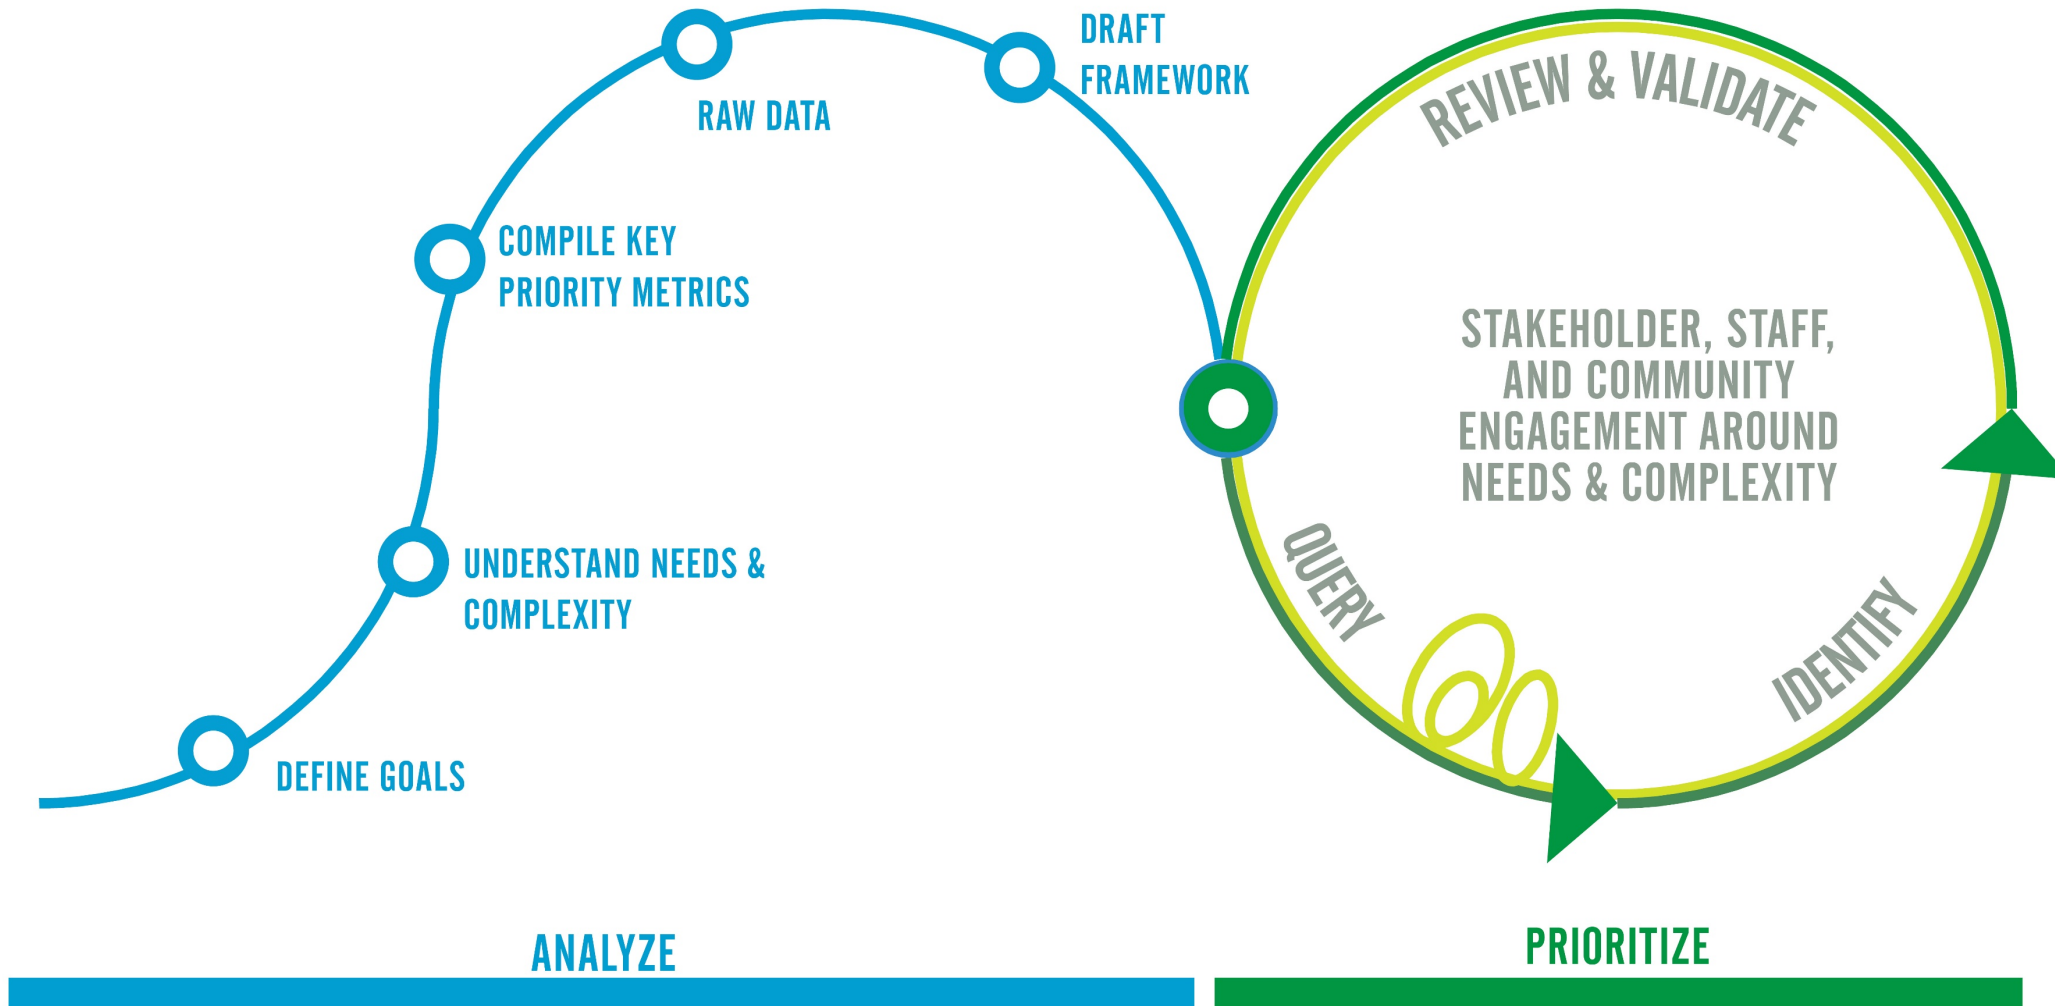 DEFINE GOALS
UNDERSTAND NEEDS &
COMPLEXITY
COMPILE KEY
PRIORITY METRICS
RAW DATA
DRAFT
FRAMEWORK
REVIEW & VALIDATE
STAKEHOLDER, STAFF,
AND COMMUNITY
ENGAGEMENT AROUND
NEEDS & COMPLEXITY
QUERY
IDENTIFY
ANALYZE
PRIORITIZE